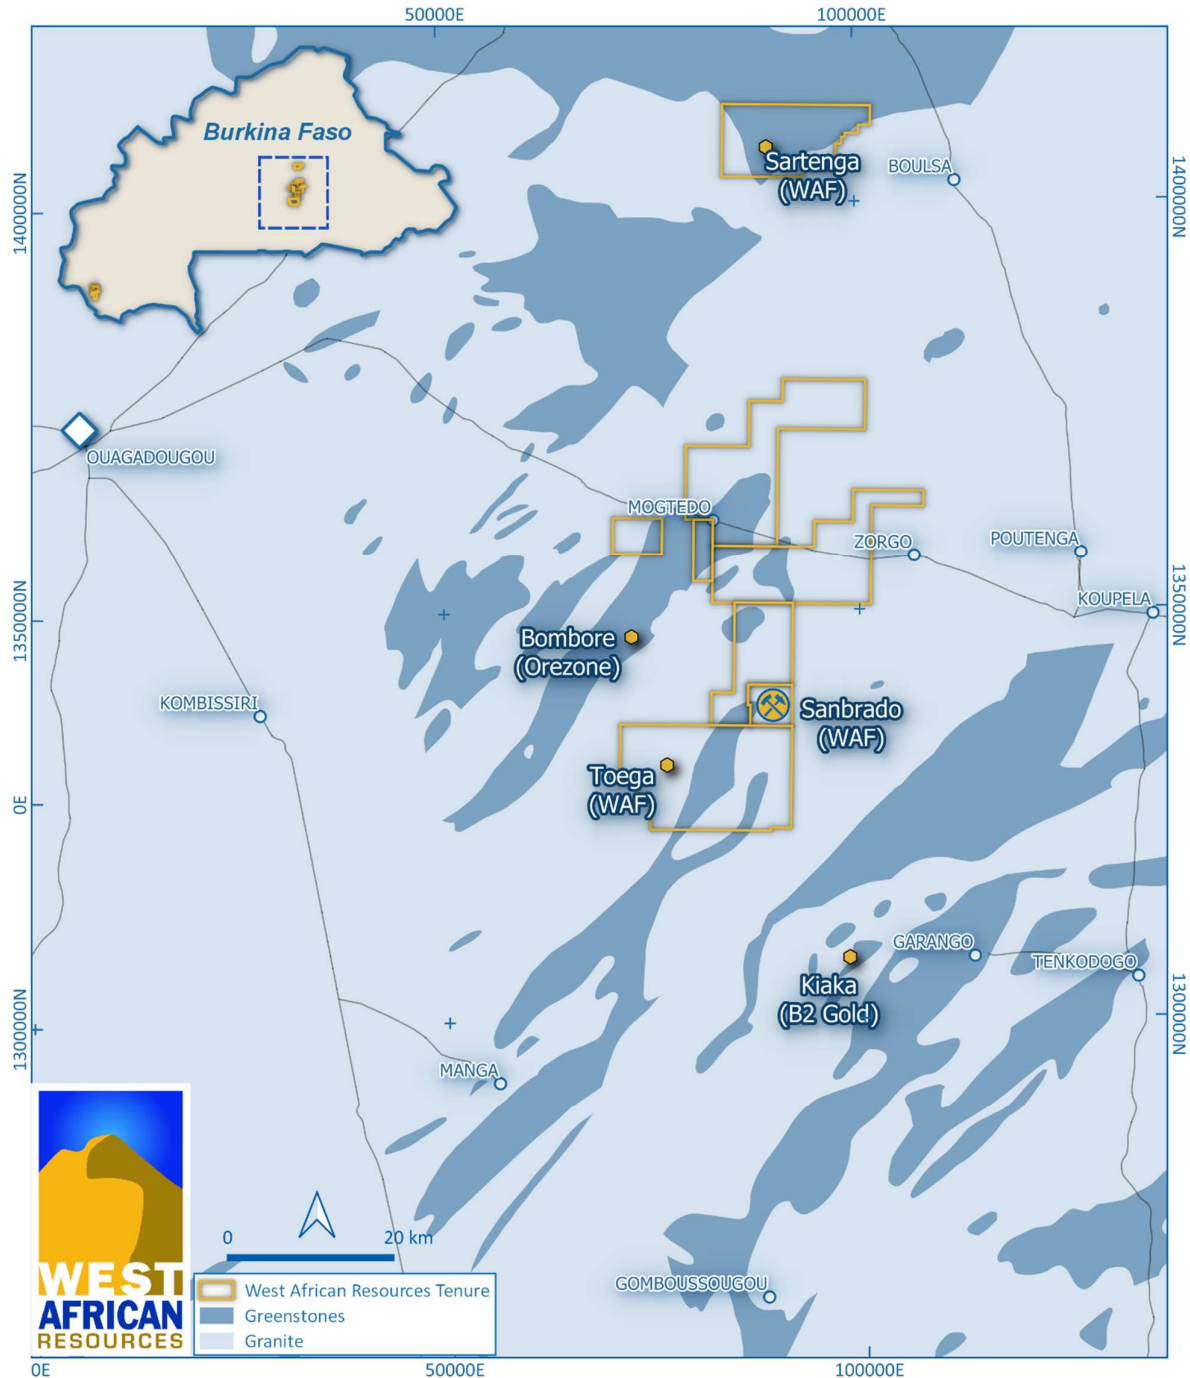 50000E
100000E
Burkina Faso
Sartenga
(WAF)
BOULSA
1400000N
1400000N
OUAGADOUGOU
MOGTEDO
ZORGO
POUTENGA
KOUPELA
1350000N
1350000N
Bombore
(Orezone)
KOMBISSIRI
Sanbrado
(WAF)
Toega
(WAF)
0E
GARANGO
TENKODOGO
Kiaka
(B2 Gold)
1300000N
1300000N
MANGA
0
20 km
GOMBOUSSOUGOU
WEST
AFRICAN
RESOURCES
West African Resources Tenure
Greenstones
Granite
0E
50000E
100000E